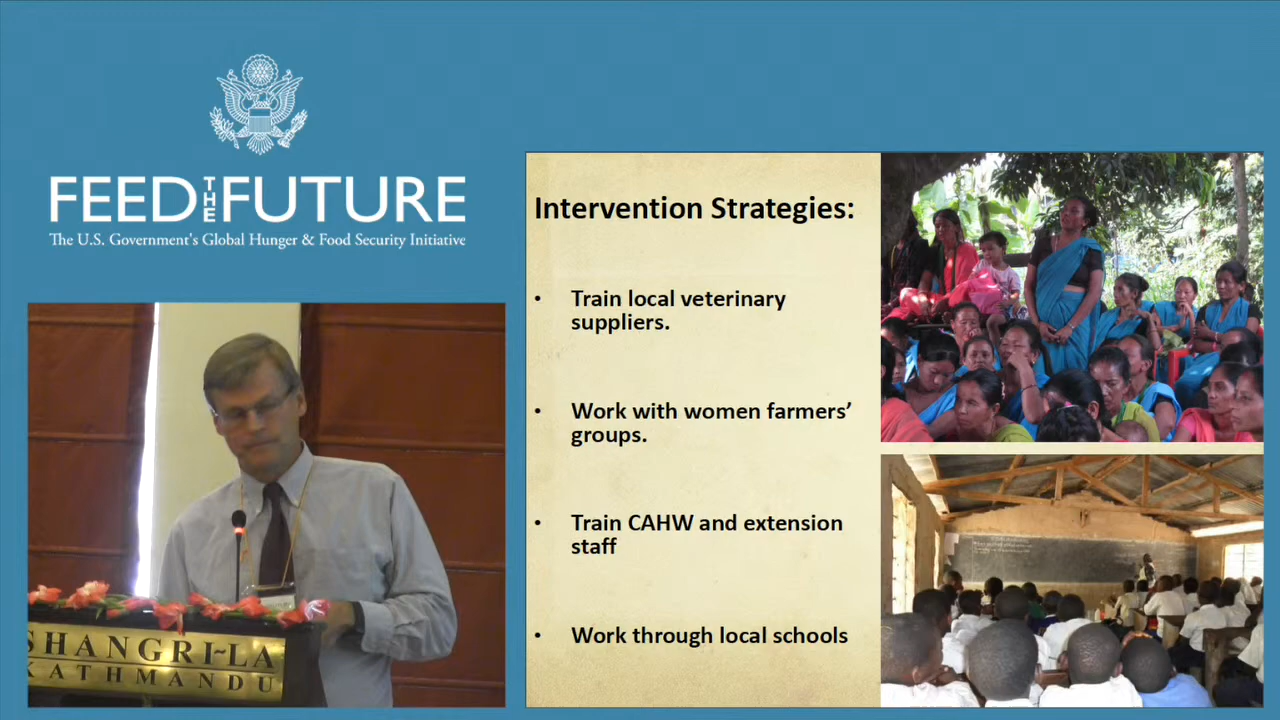 FEED THE FUTURE
The U.S. Government's Global Hunger & Food Security Initiative
SHANGRI~LA
KATHMANDU
Intervention Strategies:
• Train local veterinary
suppliers.
• Work with women farmers’
groups.
• Train CAHW and extension
staff
• Work through local schools